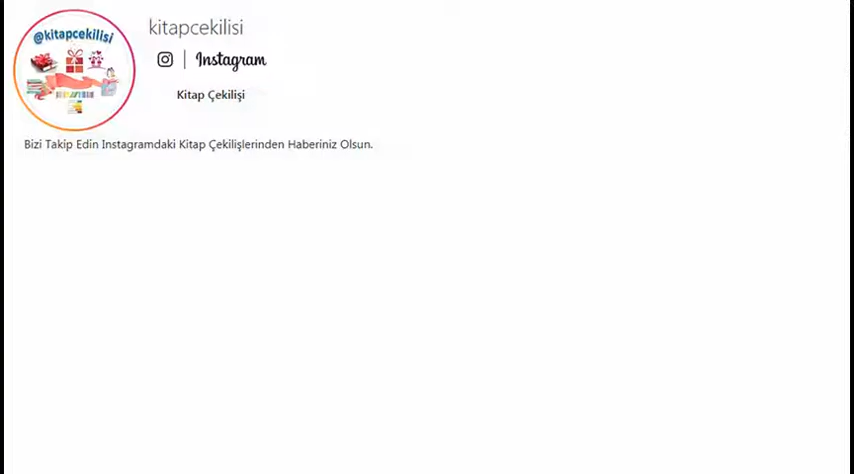 @kitapcekilisi
kitapcekilisi
Instagram
Kitap Çekilişi
Bizi Takip Edin Instagramdaki Kitap Çekilişlerinden Haberiniz Olsun.